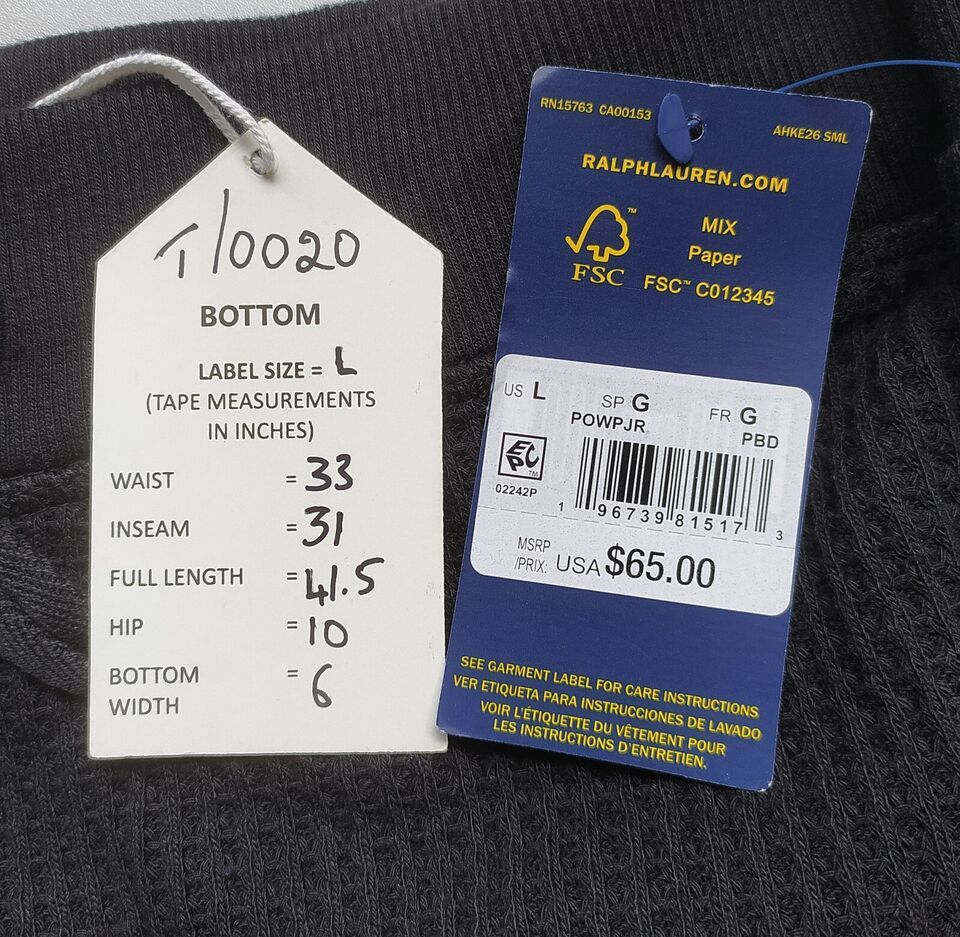 T/0020
BOTTOM
LABEL SIZE = L
(TAPE MEASUREMENTS
IN INCHES)
WAIST = 33
INSEAM = 31
FULL LENGTH = 41.5
HIP = 10
BOTTOM
WIDTH = 6
RN15763 CA00153
AHKE26 SML
RALPHLAUREN.COM
FSC
MIX
Paper
FSC™ C012345
US L SP G FR G
POWPJR PBD
EPC™
02242P
1 96739 81517 3
MSRP
/PRIX: USA $65.00
SEE GARMENT LABEL FOR CARE INSTRUCTIONS
VER ETIQUETA PARA INSTRUCCIONES DE LAVADO
VOIR L'ÉTIQUETTE DU VÊTEMENT POUR
LES INSTRUCTIONS D'ENTRETIEN.